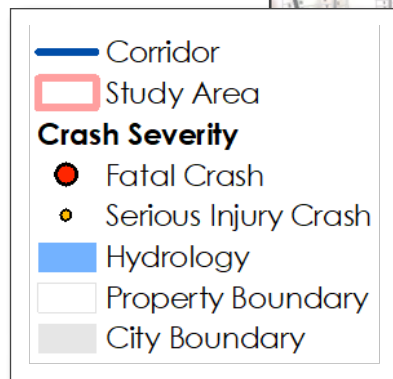 Corridor
Study Area
Crash Severity
Fatal Crash
Serious Injury Crash
Hydrology
Property Boundary
City Boundary